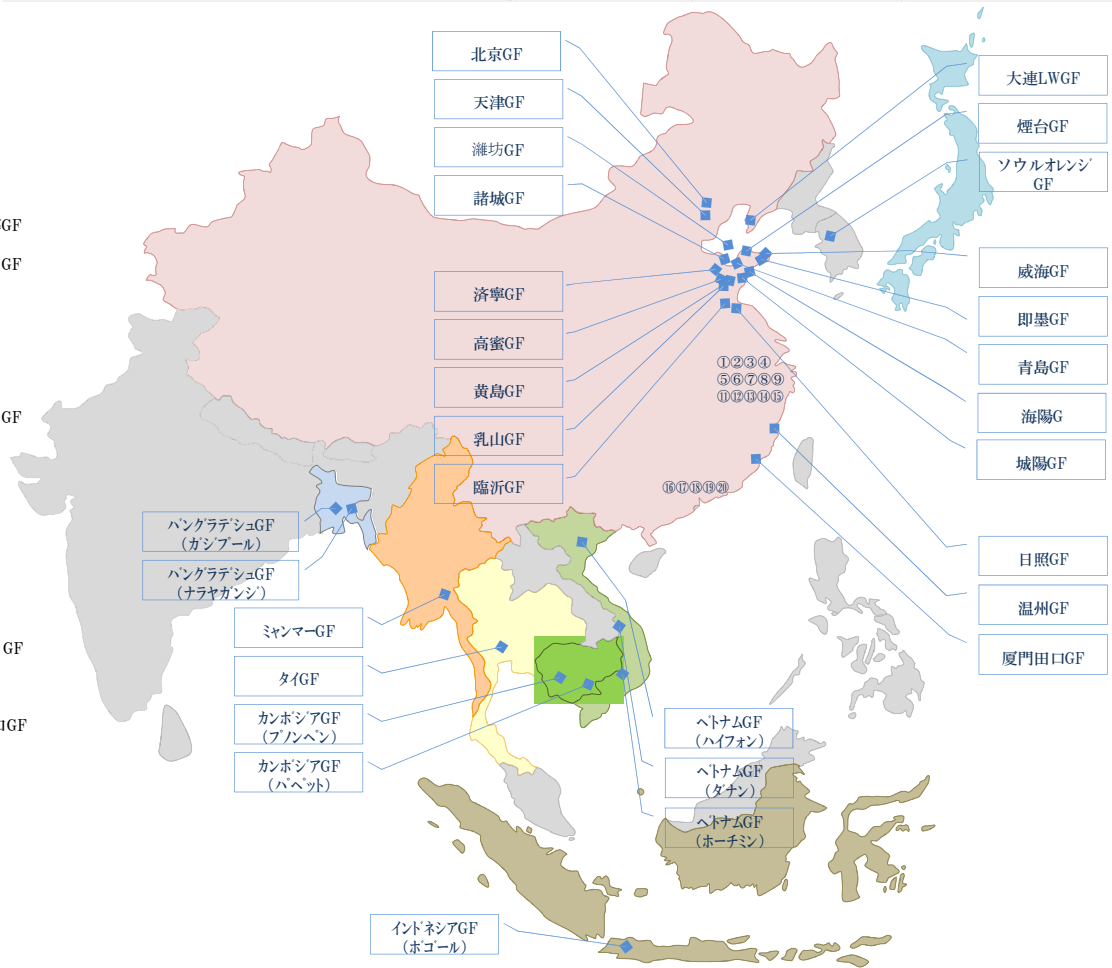 北京GF
天津GF
濰坊GF
諸城GF
済寧GF
高蜜GF
黄島GF
乳山GF
臨沂GF
大連LWGF
煙台GF
ソウルオレンジ
GF
威海GF
即墨GF
青島GF
海陽G
城陽GF
日照GF
温州GF
厦門田口GF
①②③④
⑤⑥⑦⑧⑨
⑪⑫⑬⑭⑮
⑯⑰⑱⑲⑳
GF
GF
GF
GF
GF
バングラデシュGF
(ガジプール)
バングラデシュGF
(ナラヤガンジ)
ミャンマーGF
タイGF
カンボジアGF
(プノンペン)
カンボジアGF
(バベット)
ベトナムGF
(ハイフォン)
ベトナムGF
(ダナン)
ベトナムGF
(ホーチミン)
インドネシアGF
(ボゴール)